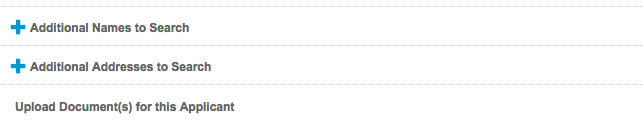 Additional Names to Search
Additional Addresses to Search
Upload Document(s) for this Applicant